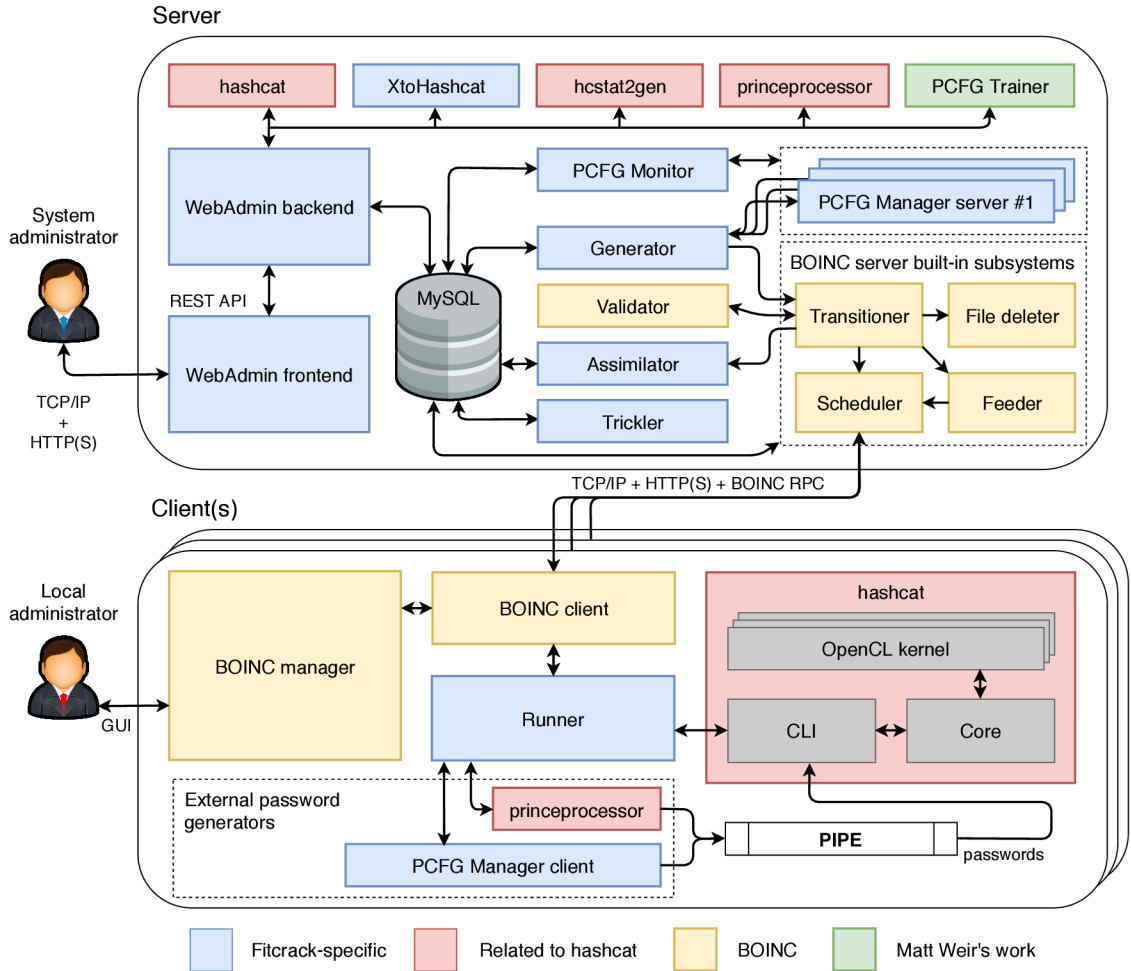 Server
hashcat
XtoHashcat
hcstat2gen
princeprocessor
PCFG Trainer
System
administrator
TCP/IP
+
HTTP(S)
WebAdmin backend
REST API
WebAdmin frontend
MySQL
PCFG Monitor
Generator
Validator
Assimilator
Trickler
PCFG Manager server #1
BOINC server built-in subsystems
Transitioner
File deleter
Scheduler
Feeder
TCP/IP + HTTP(S) + BOINC RPC
Client(s)
Local
administrator
GUI
BOINC manager
BOINC client
Runner
hashcat
OpenCL kernel
CLI
Core
External password
generators
princeprocessor
PCFG Manager client
PIPE
passwords
Fitcrack-specific
Related to hashcat
BOINC
Matt Weir's work